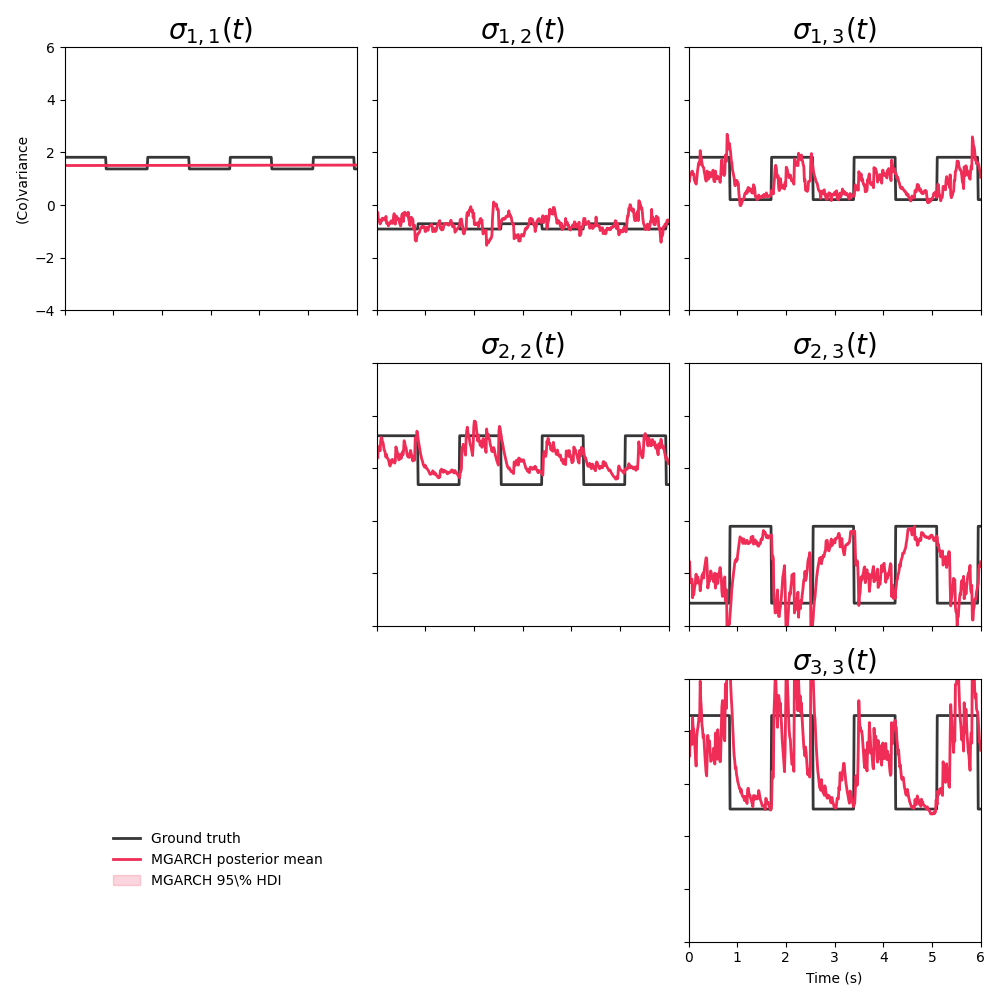 σ1,1(t)
σ1,2(t)
σ1,3(t)
6
4
2
0
−2
−4
(Co)variance
σ2,2(t)
σ2,3(t)
σ3,3(t)
Ground truth
MGARCH posterior mean
MGARCH 95\% HDI
0 1 2 3 4 5 6
Time (s)